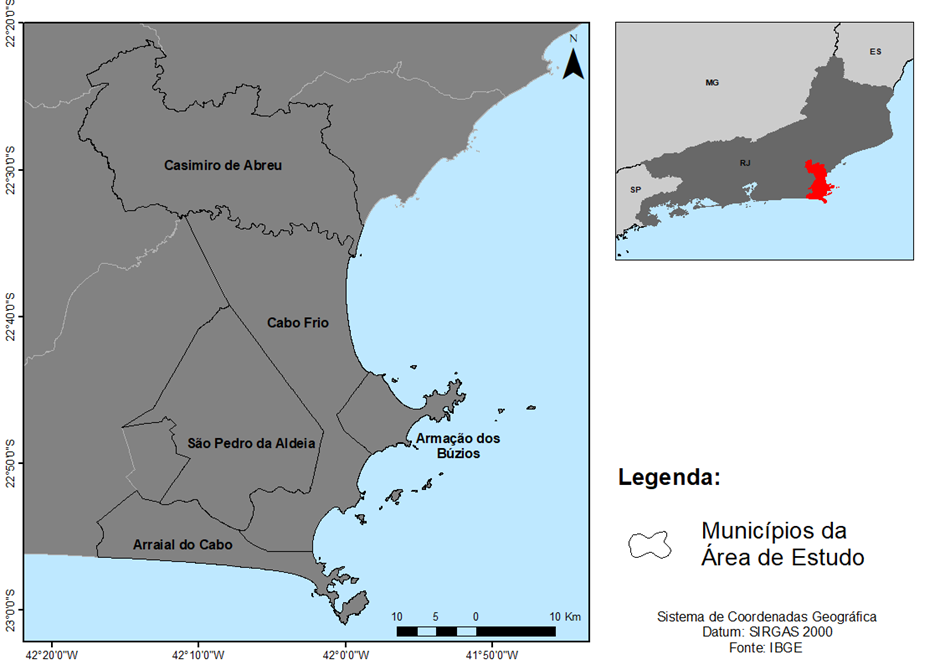 22°20'0"S
22°30'0"S
22°40'0"S
22°50'0"S
23°0'0"S
N
Casimiro de Abreu
Cabo Frio
São Pedro da Aldeia
Armação dos
Búzios
Arraial do Cabo
10 5 0 10 Km
42°20'0"W 42°10'0"W 42°0'0"W 41°50'0"W
ES
MG
RJ
SP
Legenda:
Municípios da
Área de Estudo
Sistema de Coordenadas Geográfica
Datum: SIRGAS 2000
Fonte: IBGE